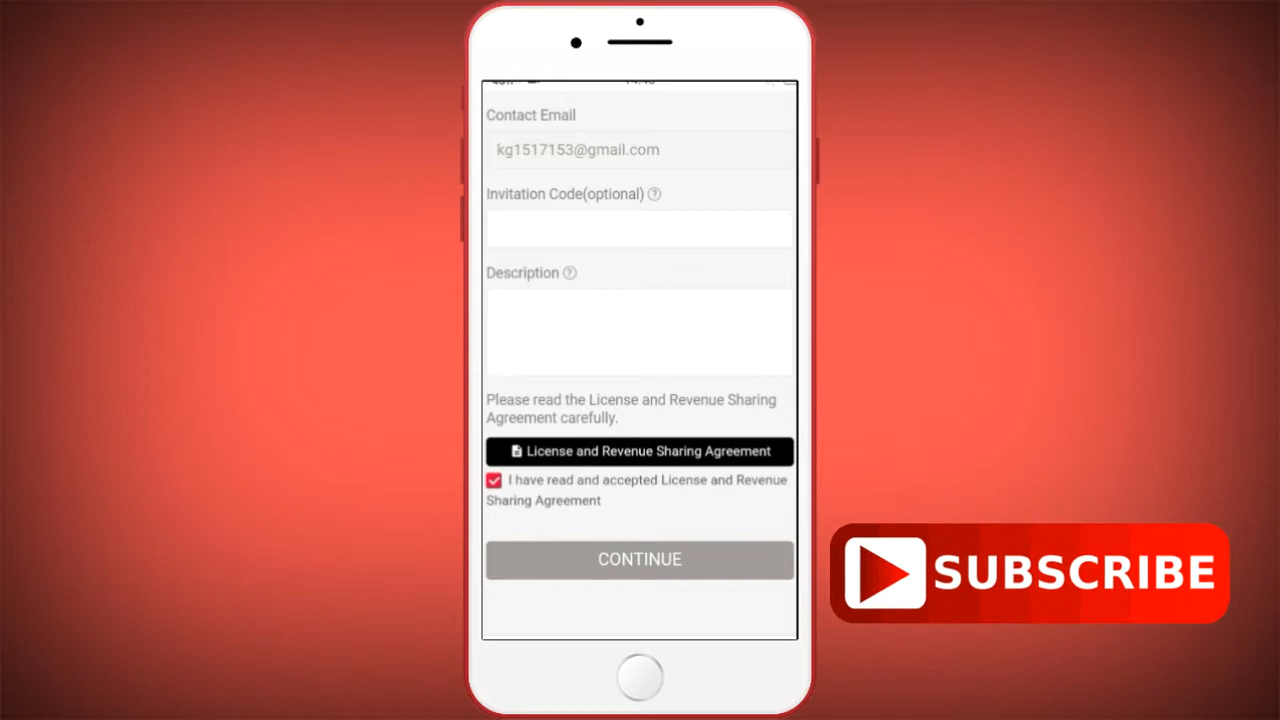 Contact Email
kg1517153@gmail.com
Invitation Code(optional) ?
Description ?
Please read the License and Revenue Sharing
Agreement carefully.
License and Revenue Sharing Agreement
I have read and accepted License and Revenue
Sharing Agreement
CONTINUE
SUBSCRIBE